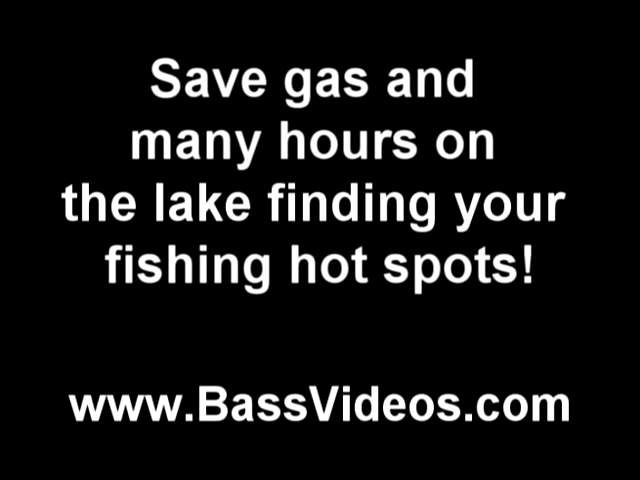 Save gas and
many hours on
the lake finding your
fishing hot spots!
www.BassVideos.com